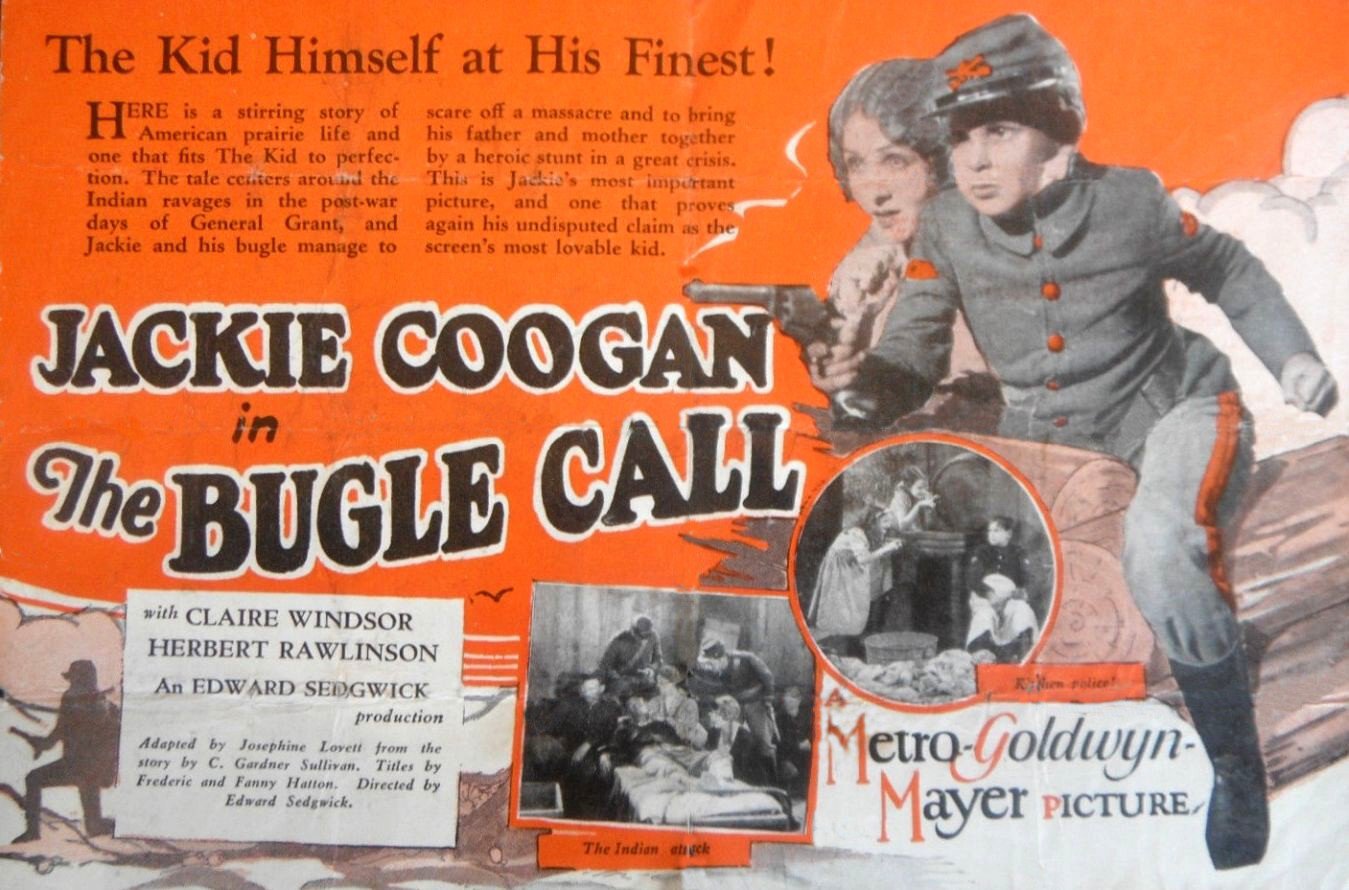 The Kid Himself at His Finest!
HERE is a stirring story of
American prairie life and
one that fits The Kid to perfec-
tion. The tale centers around the
Indian ravages in the post-war
days of General Grant, and
Jackie and his bugle manage to
scare off a massacre and to bring
his father and mother together
by a heroic stunt in a great crisis.
This is Jackie's most important
picture, and one that proves
again his undisputed claim as the
screen's most lovable kid.
JACKIE COOGAN
in
The BUGLE CALL
with CLAIRE WINDSOR
HERBERT RAWLINSON
An EDWARD SEDGWICK
production
Adapted by Josephine Lovett from the
story by C. Gardner Sullivan. Titles by
Frederic and Fanny Hatton. Directed by
Edward Sedgwick.
The Indian attack
Kitchen police!
A
Metro-Goldwyn-
Mayer PICTURE